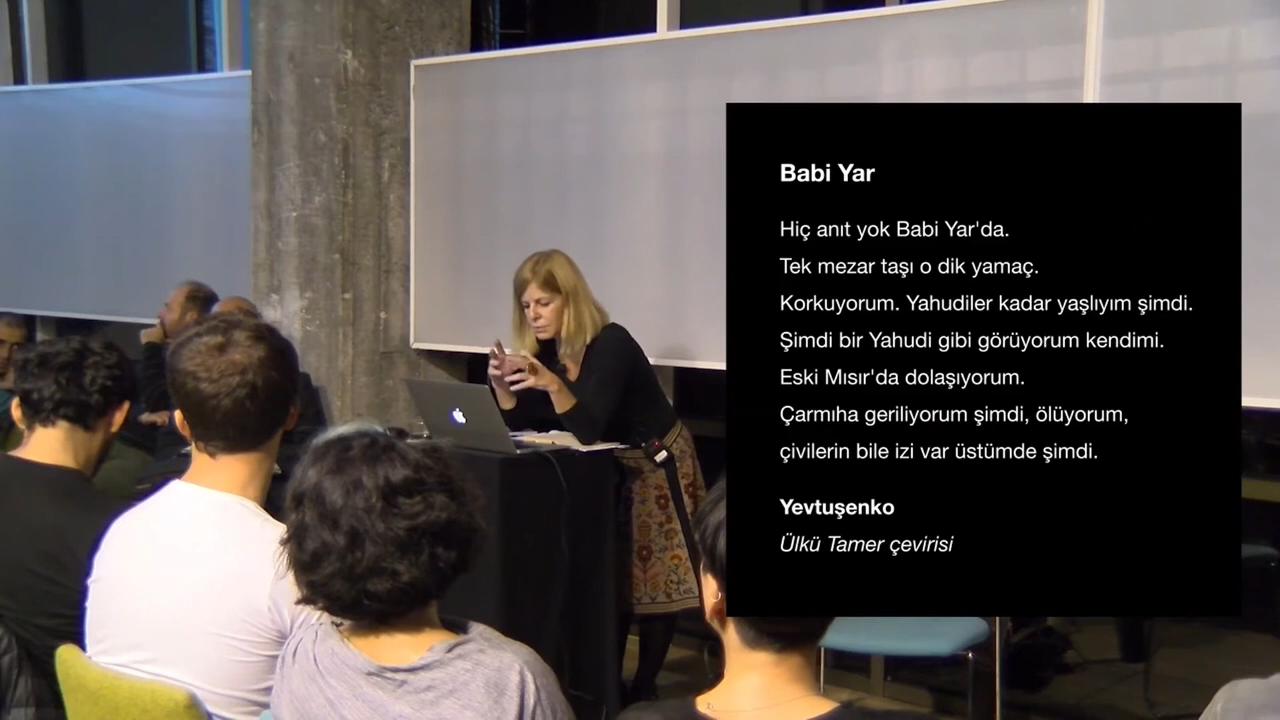 Babi Yar
Hiç anıt yok Babi Yar'da.
Tek mezar taşı o dik yamaç.
Korkuyorum. Yahudiler kadar yaşlıyım şimdi.
Şimdi bir Yahudi gibi görüyorum kendimi.
Eski Mısır'da dolaşıyorum.
Çarmıha geriliyorum şimdi, ölüyorum,
çivilerin bile izi var üstümde şimdi.
Yevtuşenko
Ülkü Tamer çevirisi